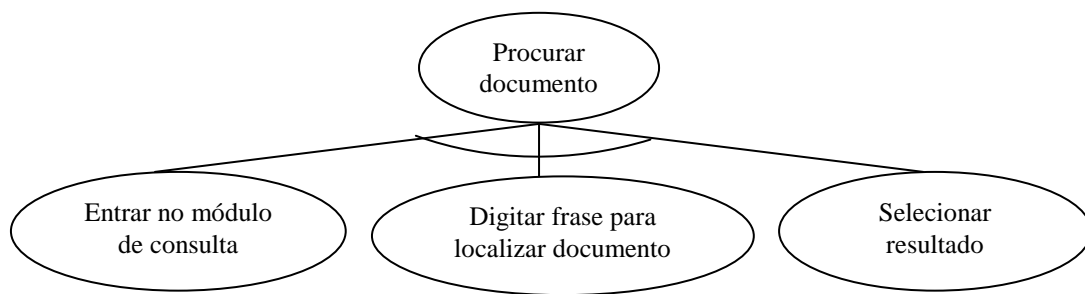 Procurar
documento
Entrar no módulo
de consulta
Digitar frase para
localizar documento
Selecionar
resultado